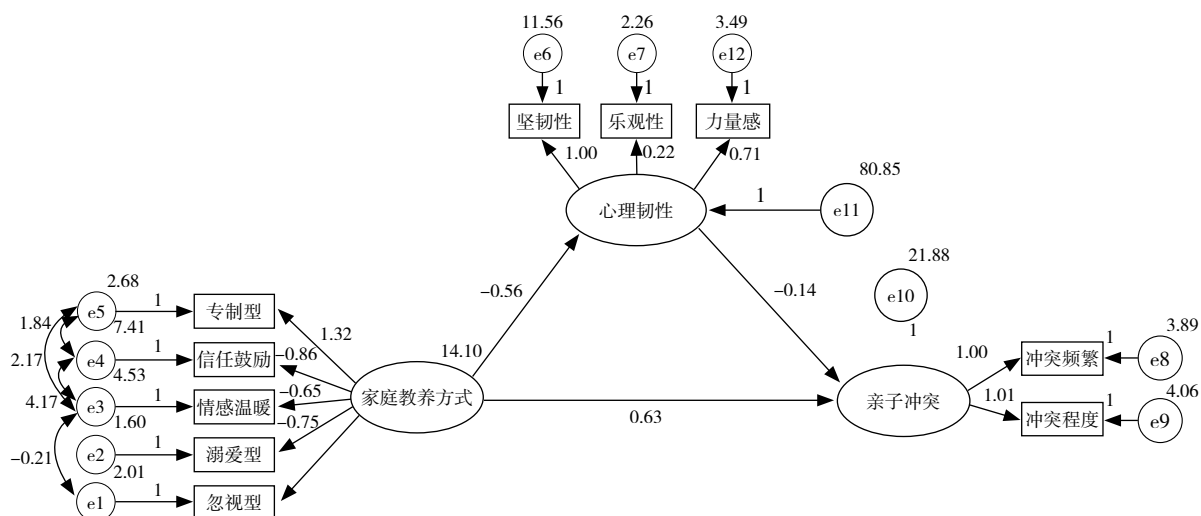 11.56
2.26
3.49
e6
e7
e12
1
1
1
坚韧性
乐观性
力量感
1.00
0.22
0.71
80.85
心理韧性
1
e11
21.88
e10
1
−0.56
−0.14
2.68
e5
1
专制型
1.84
7.41
1.32
2.17
e4
1
信任鼓励
−0.86
14.10
4.53
4.17
e3
1
情感温暖
−0.65
家庭教养方式
1.60
−0.75
e2
1
溺爱型
−0.21
2.01
e1
1
忽视型
0.63
亲子冲突
1.00
冲突频繁
1
3.89
e8
1.01
冲突程度
1
4.06
e9